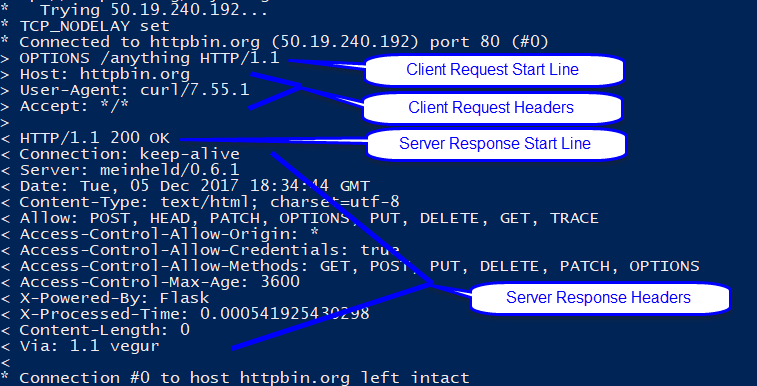 *   Trying 50.19.240.192...
* TCP_NODELAY set
* Connected to httpbin.org (50.19.240.192) port 80 (#0)
> OPTIONS /anything HTTP/1.1
Client Request Start Line
> Host: httpbin.org
> User-Agent: curl/7.55.1
> Accept: */*
Client Request Headers
>
< HTTP/1.1 200 OK
Server Response Start Line
< Connection: keep-alive
< Server: meinheld/0.6.1
< Date: Tue, 05 Dec 2017 18:34:44 GMT
< Content-Type: text/html; charset=utf-8
< Allow: POST, HEAD, PATCH, OPTIONS, PUT, DELETE, GET, TRACE
< Access-Control-Allow-Origin: *
< Access-Control-Allow-Credentials: true
< Access-Control-Allow-Methods: GET, POST, PUT, DELETE, PATCH, OPTIONS
< Access-Control-Max-Age: 3600
< X-Powered-By: Flask
Server Response Headers
< X-Processed-Time: 0.000541925430298
< Content-Length: 0
< Via: 1.1 vegur
<
* Connection #0 to host httpbin.org left intact